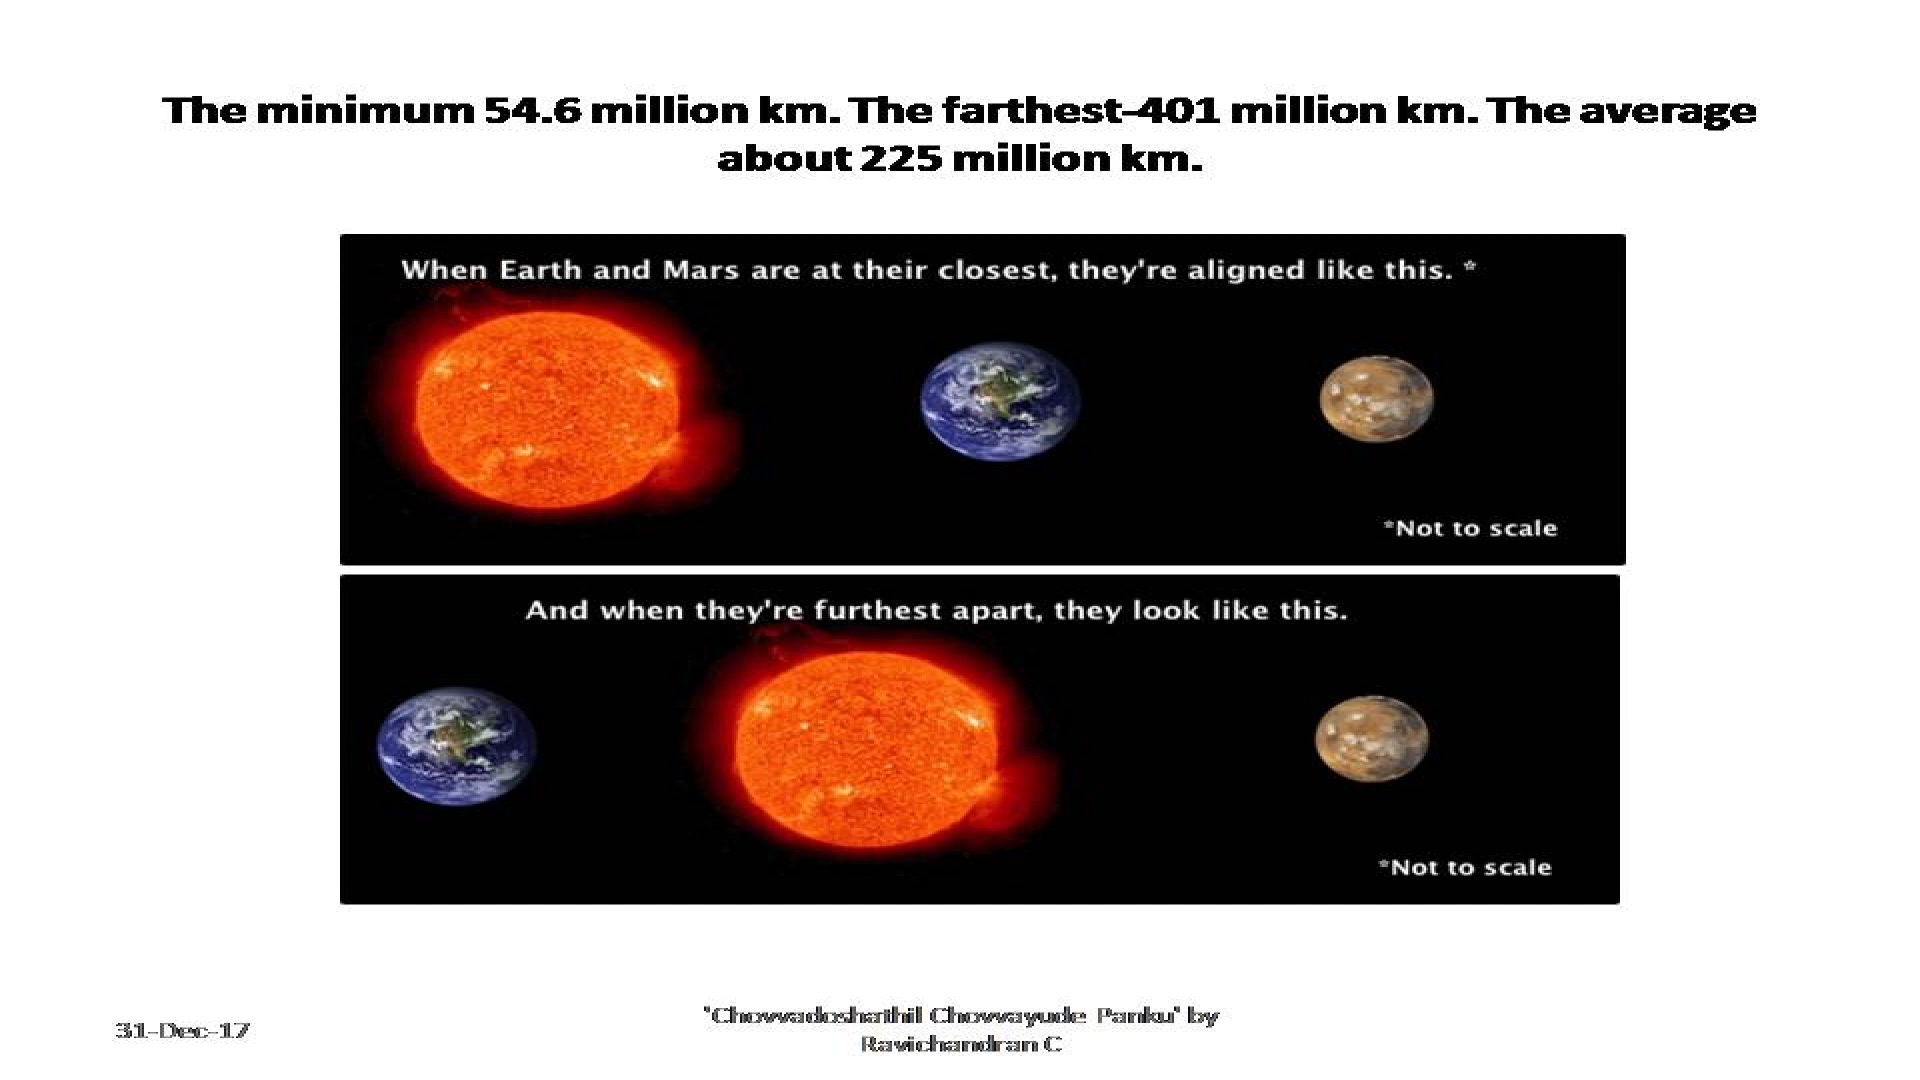 The minimum 54.6 million km. The farthest-401 million km. The average
about 225 million km.
When Earth and Mars are at their closest, they're aligned like this. *
*Not to scale
And when they're furthest apart, they look like this.
*Not to scale
31-Dec-17
'Chowwadoshathil Chowwayude Panku' by
Ravichandran C